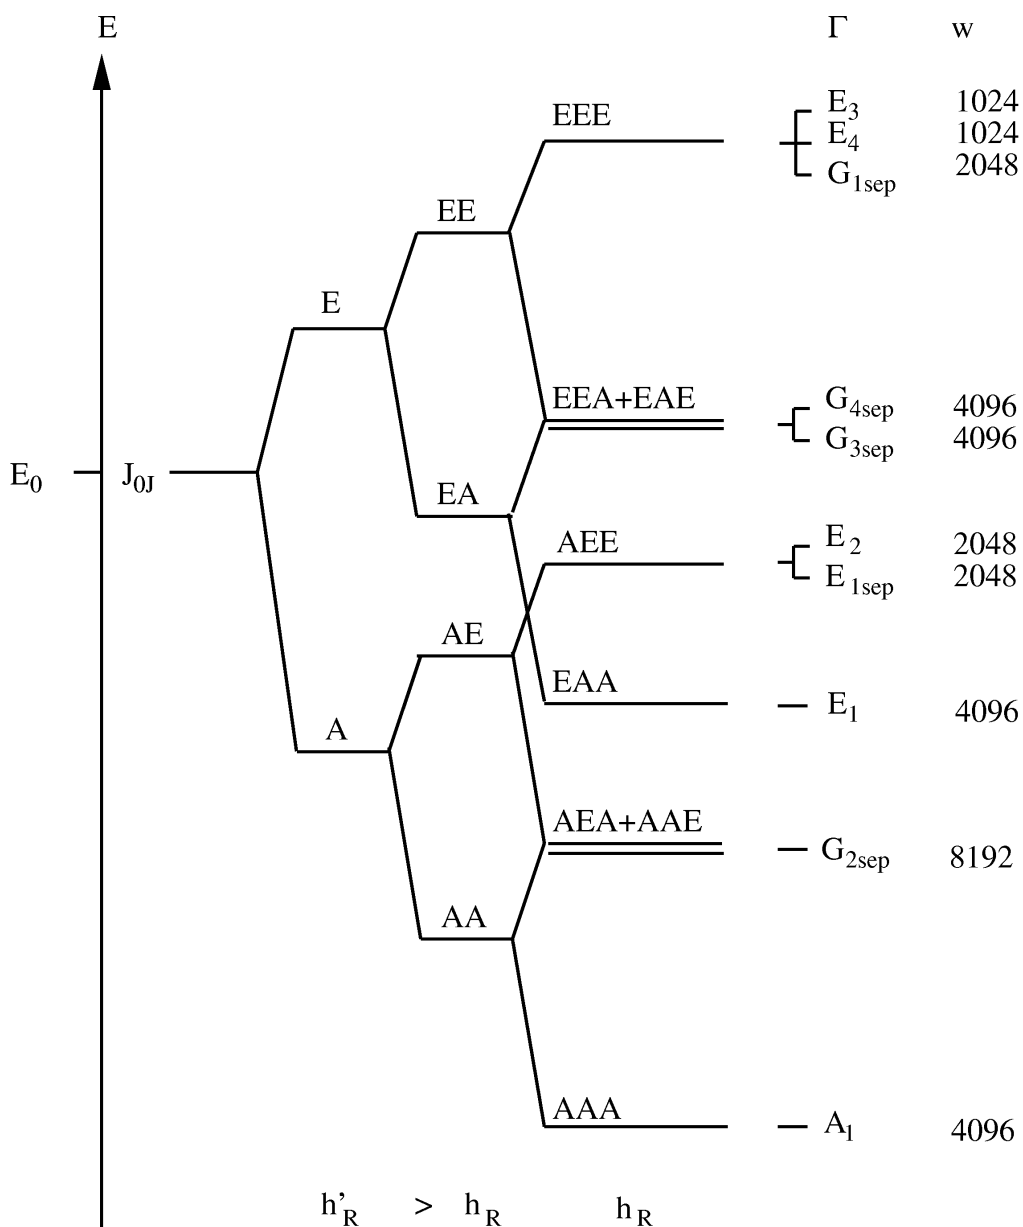 E Γ w
EEE E3 1024
E4 1024
G1sep 2048
EE
E
EEA+EAE G4sep 4096
G3sep 4096
E0 J0J
EA
AEE E2 2048
E1sep 2048
AE
EAA E1 4096
A
AEA+AAE G2sep 8192
AA
AAA A1 4096
h'R > hR hR